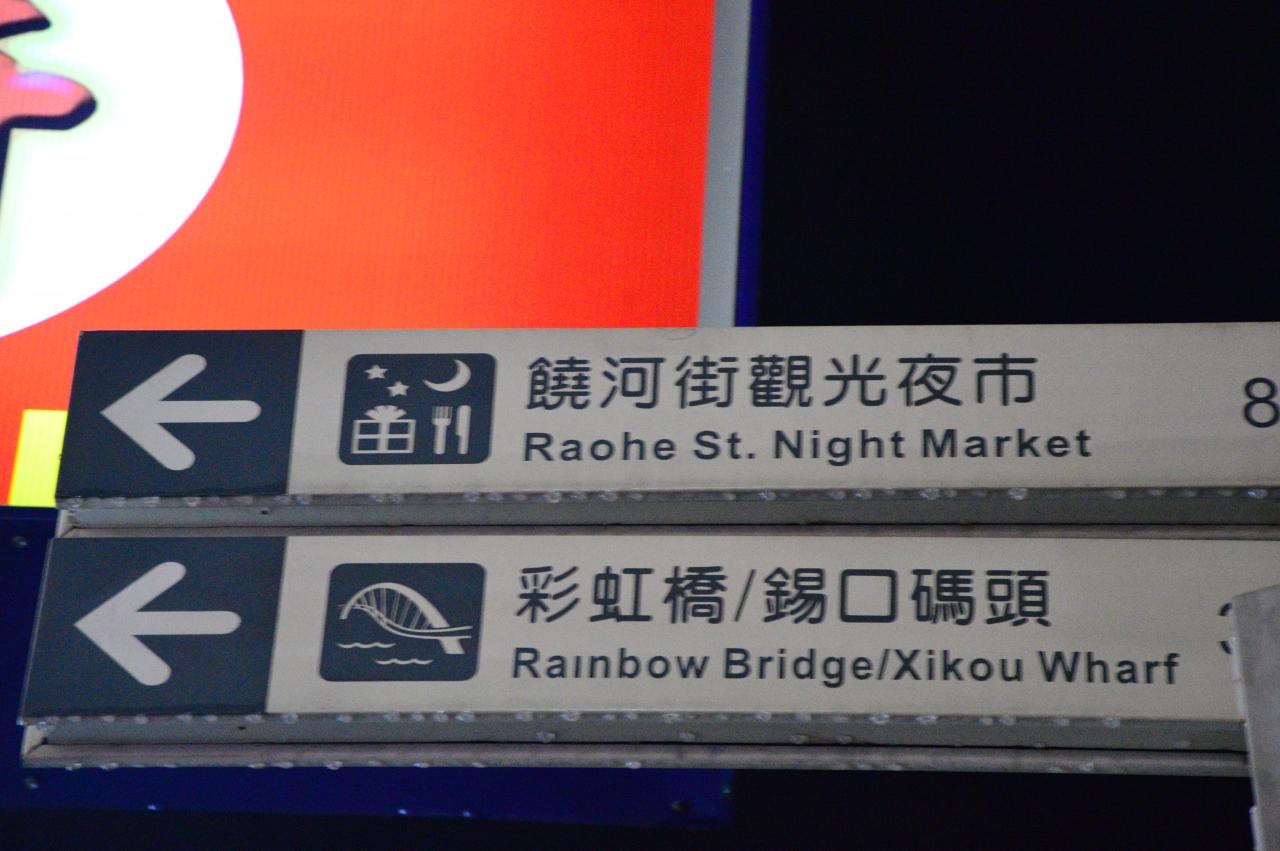 饒河街觀光夜市
Raohe St. Night Market
8
彩虹橋/錫口碼頭
Rainbow Bridge/Xikou Wharf